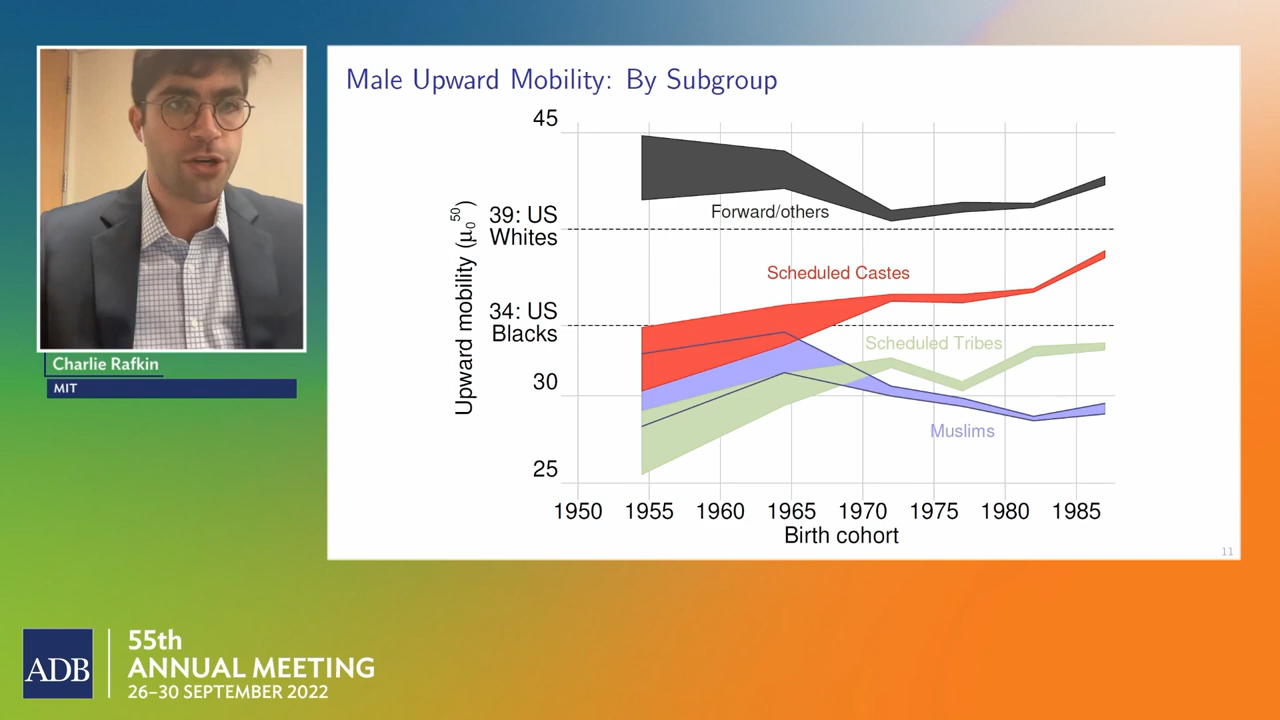 Male Upward Mobility: By Subgroup
45
39: US
Whites
34: US
Blacks
30
25
Upward mobility (μ₀⁵⁰)
Forward/others
Scheduled Castes
Scheduled Tribes
Muslims
1950 1955 1960 1965 1970 1975 1980 1985
Birth cohort
11
Charlie Rafkin
MIT
ADB
55th
ANNUAL MEETING
26–30 SEPTEMBER 2022